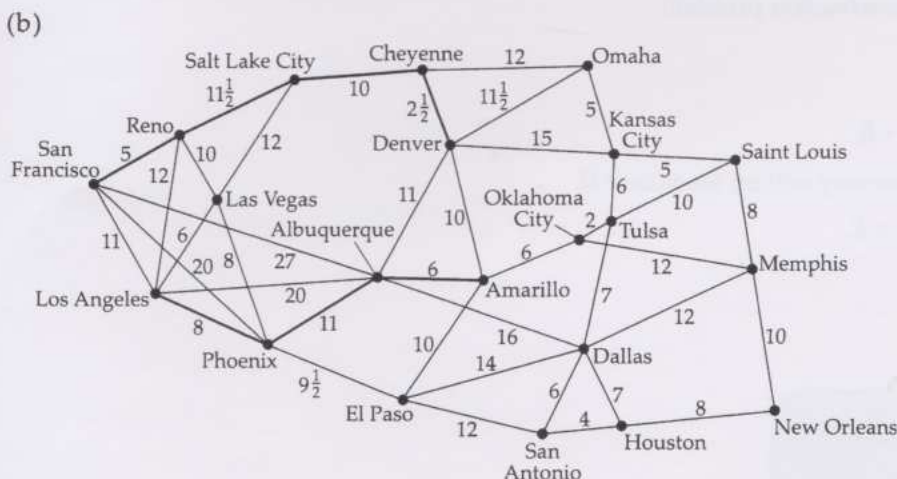 (b)
Cheyenne 12 Omaha
Salt Lake City
11½ 10 2½ 11½ 5
Reno Denver 15 Kansas
City
San
Francisco 5 12 10 12 5 Saint Louis
Las Vegas 11 10 Oklahoma
City 2 6 10 8
Tulsa
Albuquerque
11 6 20 8 27 6 6 12 Memphis
Los Angeles 20 Amarillo 7
8 11 16 12 10
Phoenix 10 14 Dallas
9½ El Paso 6 7
12 4 8 New Orleans
San
Antonio Houston